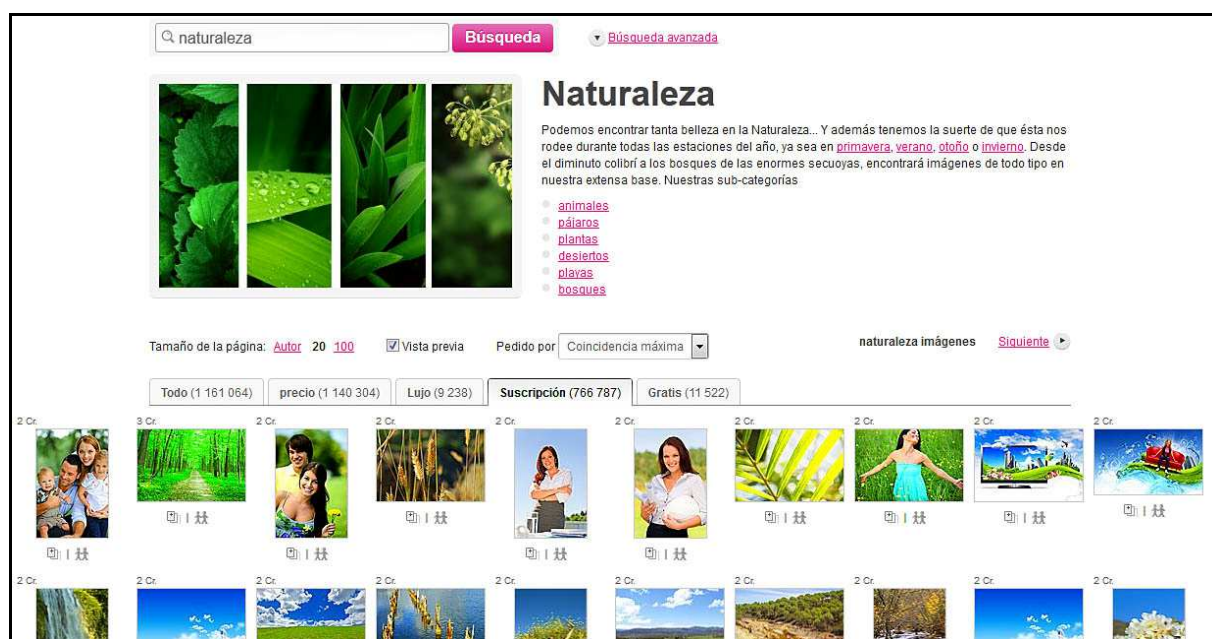 naturaleza Búsqueda Búsqueda avanzada
Naturaleza
Podemos encontrar tanta belleza en la Naturaleza... Y además tenemos la suerte de que ésta nos
rodee durante todas las estaciones del año, ya sea en primavera, verano, otoño o invierno. Desde
el diminuto colibrí a los bosques de las enormes secuoyas, encontrará imágenes de todo tipo en
nuestra extensa base. Nuestras sub-categorías
animales
pájaros
plantas
desiertos
playas
bosques
Tamaño de la página: Autor 20 100 Vista previa Pedido por Coincidencia máxima naturaleza imágenes Siguiente
Todo (1 161 064) precio (1 140 304) Lujo (9 238) Suscripción (766 787) Gratis (11 522)
2 Cr. 3 Cr. 2 Cr. 2 Cr. 2 Cr. 2 Cr. 2 Cr. 2 Cr. 2 Cr. 2 Cr.
2 Cr. 2 Cr. 2 Cr. 2 Cr. 2 Cr. 2 Cr. 2 Cr. 2 Cr. 2 Cr. 2 Cr.